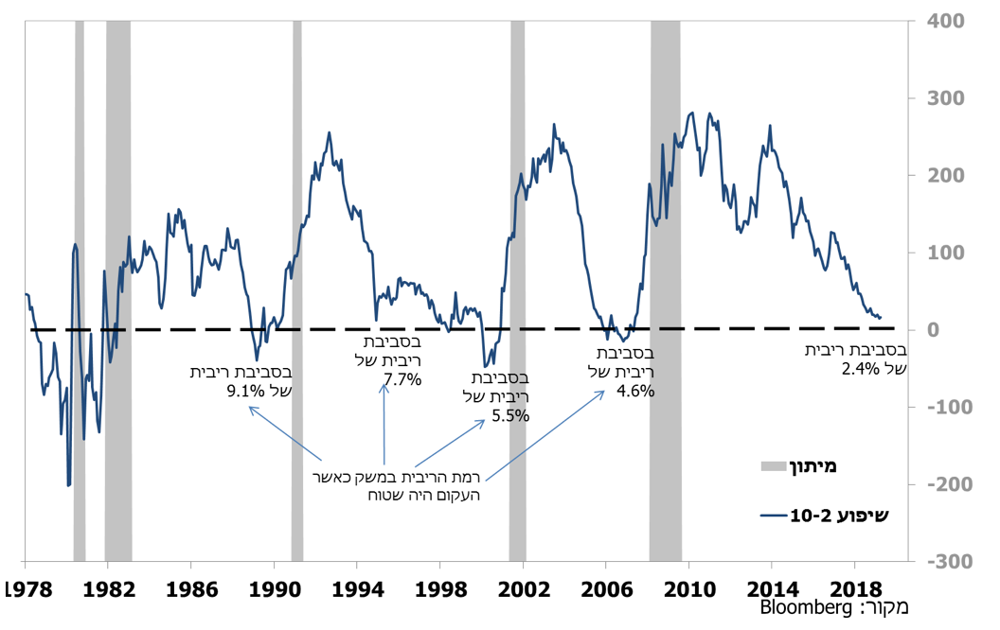 400
300
200
100
0
-100
-200
-300
בסביבת
ריבית של
7.7%
בסביבת ריבית
של 9.1%
בסביבת
ריבית של
5.5%
בסביבת
ריבית של
4.6%
בסביבת ריבית
של 2.4%
רמת הריבית במשק כאשר
העקום היה שטוח
מיתון
שיפוע 10-2
1978 1982 1986 1990 1994 1998 2002 2006 2010 2014 2018
מקור: Bloomberg